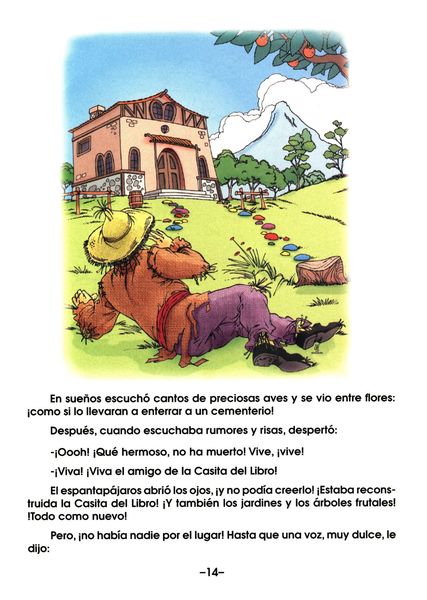 En sueños escuchó cantos de preciosas aves y se vio entre flores:
¡como si lo llevaran a enterrar a un cementerio!
Después, cuando escuchaba rumores y risas, despertó:
-¡Oooh! ¡Qué hermoso, no ha muerto! Vive, ¡vive!
-¡Viva! ¡Viva el amigo de la Casita del Libro!
El espantapájaros abrió los ojos, ¡y no podía creerlo! ¡Estaba recons-
truida la Casita del Libro! ¡Y también los jardines y los árboles frutales!
!Todo como nuevo!
Pero, ¡no había nadie por el lugar! Hasta que una voz, muy dulce, le
dijo:
–14–